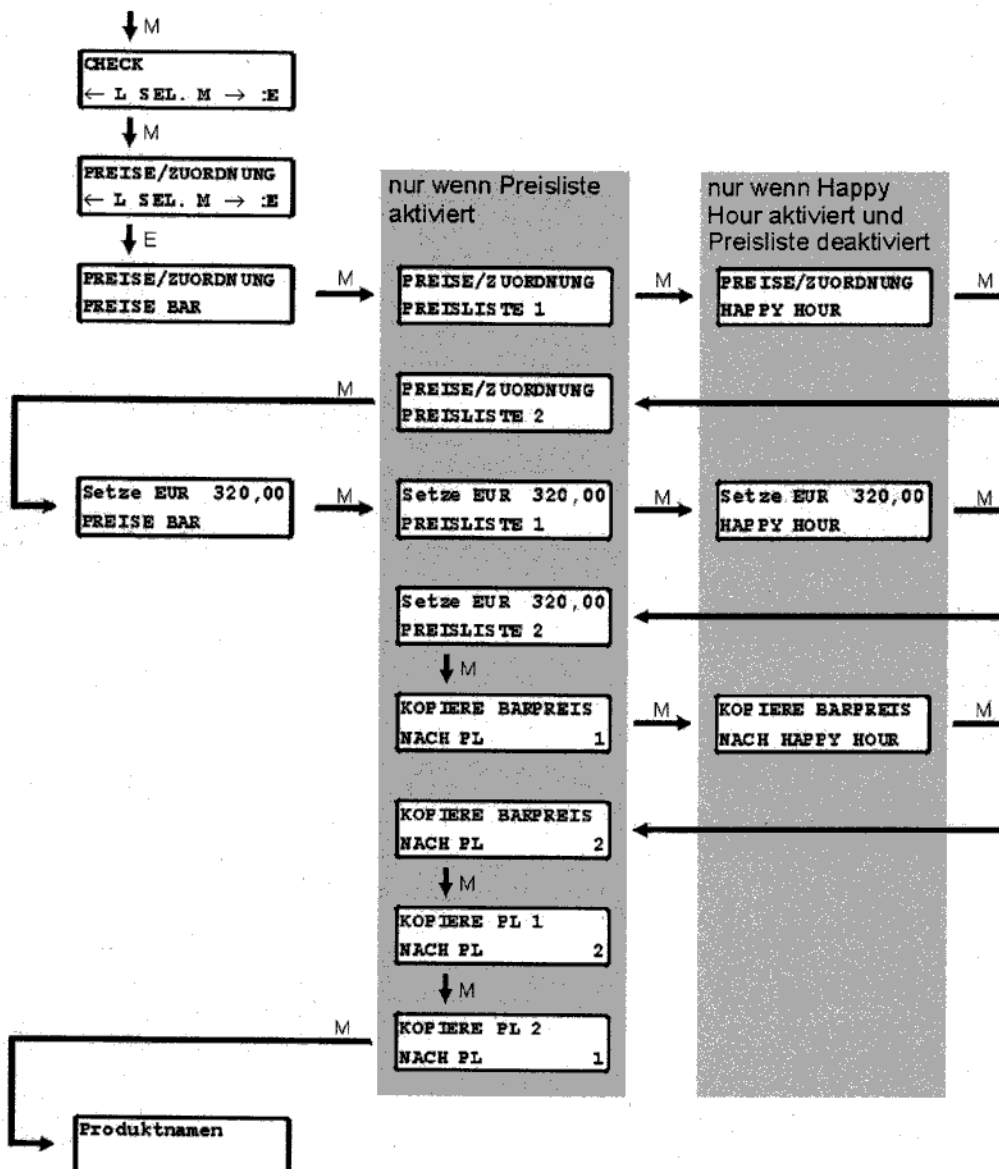 M
CHECK
← L SEL. M → :E
M
PREISE/ZUORDNUNG
← L SEL. M → :E
E
nur wenn Preisliste
aktiviert
nur wenn Happy
Hour aktiviert und
Preisliste deaktiviert
PREISE/ZUORDNUNG
PREISE BAR
M
PREISE/ZUORDNUNG
PREISLISTE 1
M
PREISE/ZUORDNUNG
HAPPY HOUR
M
M
PREISE/ZUORDNUNG
PREISLISTE 2
Setze EUR 320,00
PREISE BAR
M
Setze EUR 320,00
PREISLISTE 1
M
Setze EUR 320,00
HAPPY HOUR
M
Setze EUR 320,00
PREISLISTE 2
M
KOPIERE BARPREIS
NACH PL 1
M
KOPIERE BARPREIS
NACH HAPPY HOUR
M
KOPIERE BARPREIS
NACH PL 2
M
KOPIERE PL 1
NACH PL 2
M
M
KOPIERE PL 2
NACH PL 1
Produktnamen